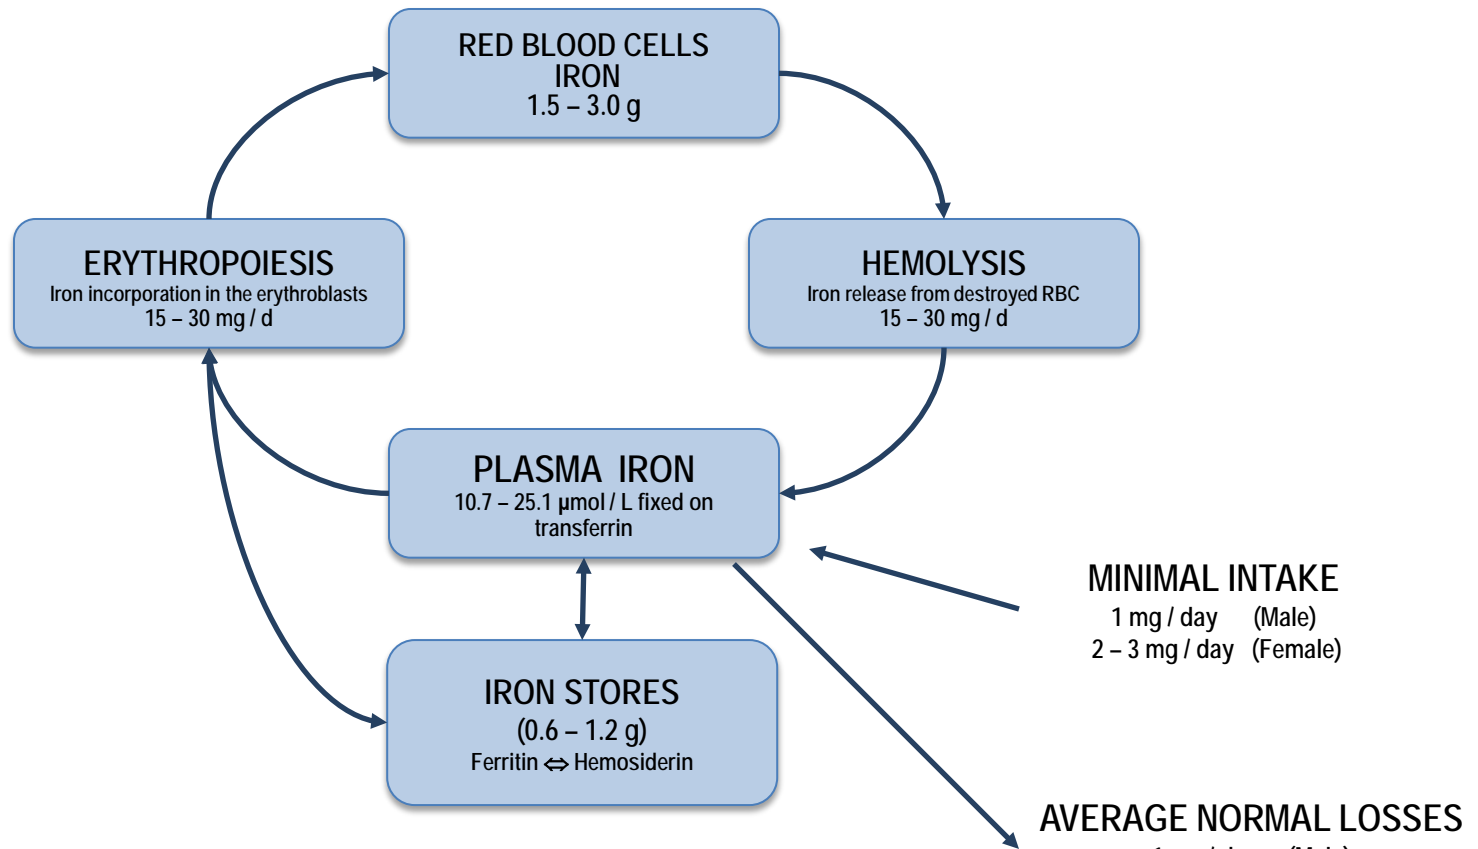 RED BLOOD CELLS
IRON
1.5 – 3.0 g
ERYTHROPOIESIS
Iron incorporation in the erythroblasts
15 – 30 mg / d
HEMOLYSIS
Iron release from destroyed RBC
15 – 30 mg / d
PLASMA IRON
10.7 – 25.1 µmol / L fixed on
transferrin
MINIMAL INTAKE
1 mg / day (Male)
2 – 3 mg / day (Female)
IRON STORES
(0.6 – 1.2 g)
Ferritin ⇔ Hemosiderin
AVERAGE NORMAL LOSSES